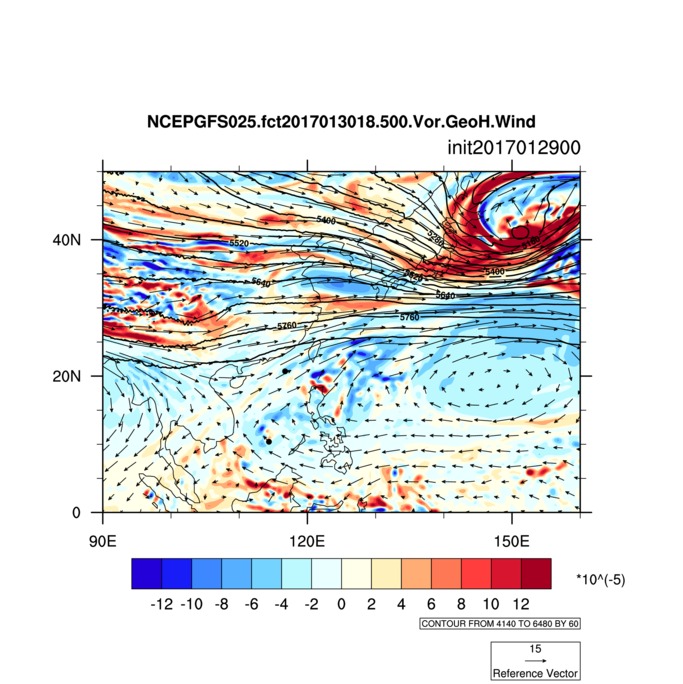 NCEPGFS025.fct2017013018.500.Vor.GeoH.Wind
init2017012900
40N
20N
0
90E 120E 150E
5400
5280
5520
5400
5640
5640
5760
5760
-12 -10 -8 -6 -4 -2 0 2 4 6 8 10 12
*10^(-5)
CONTOUR FROM 4140 TO 6480 BY 60
15
Reference Vector